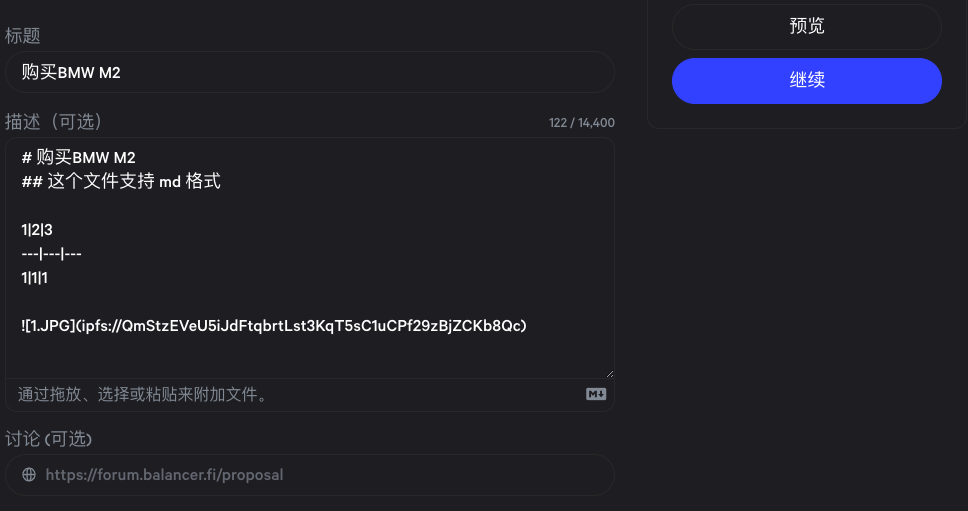 标题
购买BMW M2
描述（可选）
122 / 14,400
# 购买BMW M2
## 这个文件支持 md 格式
1|2|3
---|---|---
1|1|1
![1.JPG](ipfs://QmStzEVeU5iJdFtqbrtLst3KqT5sC1uCPf29zBjZCKb8Qc)
通过拖放、选择或粘贴来附加文件。
M↓
讨论 (可选)
https://forum.balancer.fi/proposal
预览
继续